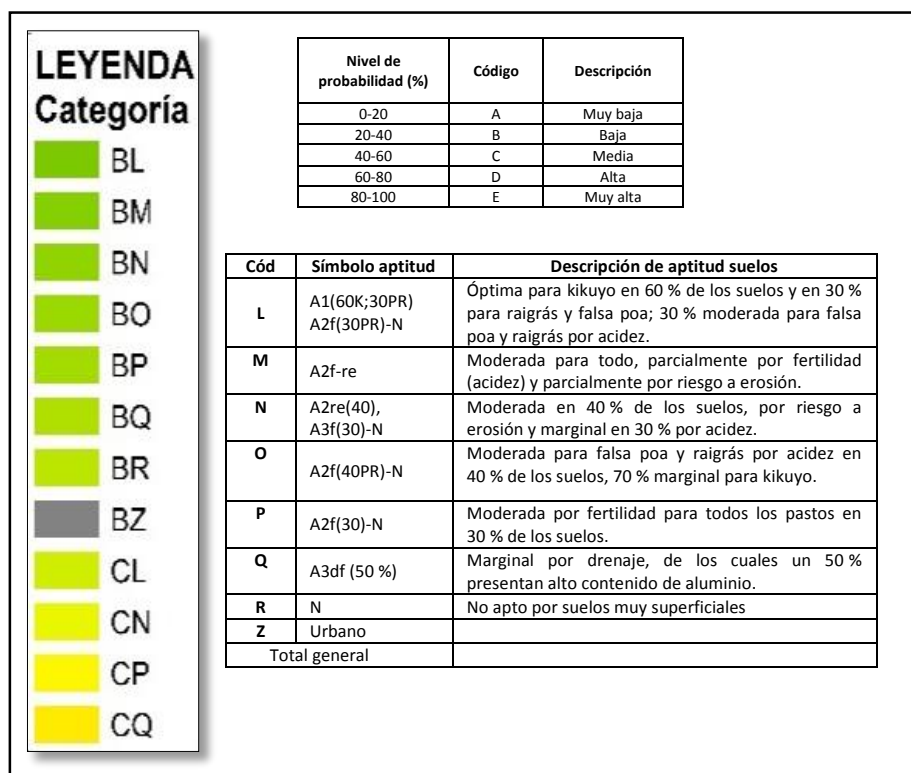 LEYENDA
Categoría
BL
BM
BN
BO
BP
BQ
BR
BZ
CL
CN
CP
CQ
Nivel de
probabilidad (%)
Código
Descripción
0-20 A Muy baja
20-40 B Baja
40-60 C Media
60-80 D Alta
80-100 E Muy alta
Cód Símbolo aptitud Descripción de aptitud suelos
L
A1(60K;30PR)
A2f(30PR)-N
Óptima para kikuyo en 60 % de los suelos y en 30 %
para raigrás y falsa poa; 30 % moderada para falsa
poa y raigrás por acidez.
M
A2f-re
Moderada para todo, parcialmente por fertilidad
(acidez) y parcialmente por riesgo a erosión.
N
A2re(40),
A3f(30)-N
Moderada en 40 % de los suelos, por riesgo a
erosión y marginal en 30 % por acidez.
O
A2f(40PR)-N
Moderada para falsa poa y raigrás por acidez en
40 % de los suelos, 70 % marginal para kikuyo.
P
A2f(30)-N
Moderada por fertilidad para todos los pastos en
30 % de los suelos.
Q
A3df (50 %)
Marginal por drenaje, de los cuales un 50 %
presentan alto contenido de aluminio.
R N No apto por suelos muy superficiales
Z Urbano
Total general